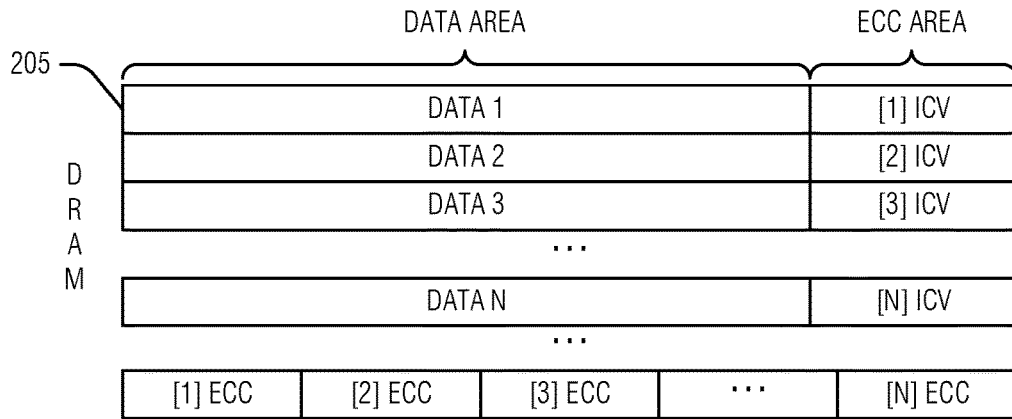 DATA AREA ECC AREA
205
DATA 1 [1] ICV
DATA 2 [2] ICV
DATA 3 [3] ICV
...
DRAM
DATA N [N] ICV
...
[1] ECC [2] ECC [3] ECC ... [N] ECC